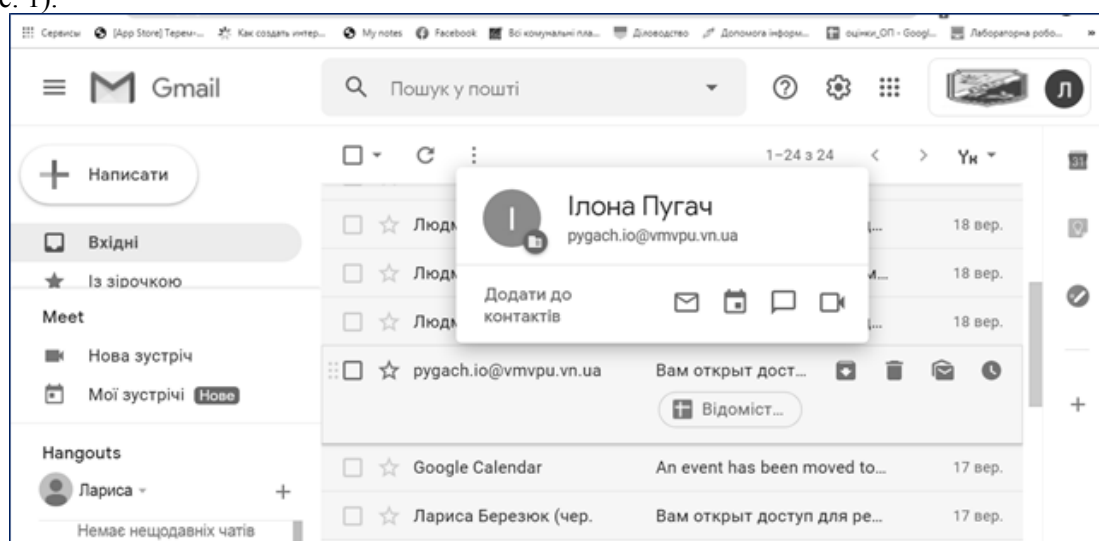 с. 1).
Сервисы [App Store] Терем-... Как создать интер... My notes Facebook Всі комунальні пла... Діловодство Допомога інформ... оцінки_ОП - Googl... Лабораторна робо... »
Gmail Пошук у пошті Л
Написати 1–24 з 24 < > Ук 31
Ілона Пугач
pygach.io@vmvpu.vn.ua
І
Людм 18 вер.
Вхідні
Із зірочкою Людм 18 вер.
Додати до
контактів
Meet Людм 18 вер.
Нова зустріч
pygach.io@vmvpu.vn.ua Вам открыт дост...
Мої зустрічі Нове
Відоміст...
Hangouts
Google Calendar An event has been moved to... 17 вер.
Лариса
Лариса Березюк (чер. Вам открыт доступ для ре... 17 вер.
Немає нещодавніх чатів